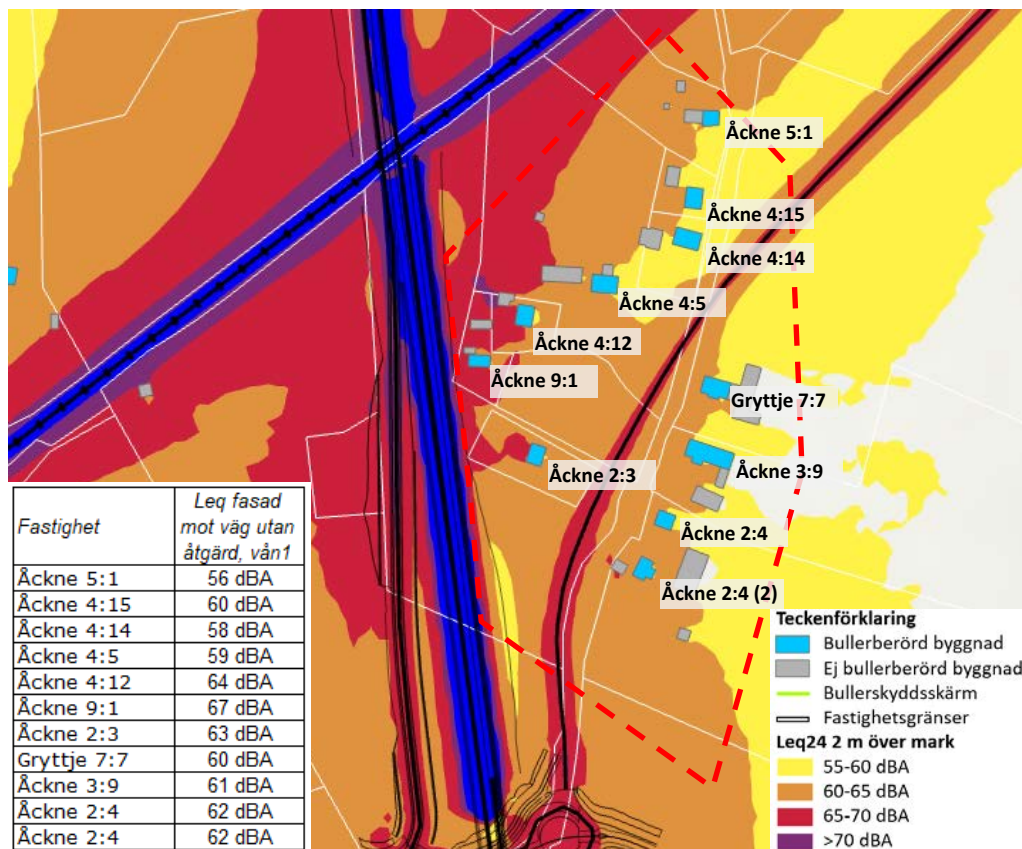 Åckne 5:1
Åckne 4:15
Åckne 4:14
Åckne 4:5
Åckne 4:12
Åckne 9:1
Gryttje 7:7
Åckne 2:3
Åckne 3:9
Åckne 2:4
Åckne 2:4 (2)
Fastighet
Leq fasad
mot väg utan
åtgärd, vån1
Åckne 5:1 56 dBA
Åckne 4:15 60 dBA
Åckne 4:14 58 dBA
Åckne 4:5 59 dBA
Åckne 4:12 64 dBA
Åckne 9:1 67 dBA
Åckne 2:3 63 dBA
Gryttje 7:7 60 dBA
Åckne 3:9 61 dBA
Åckne 2:4 62 dBA
Åckne 2:4 62 dBA
Teckenförklaring
Bullerberörd byggnad
Ej bullerberörd byggnad
Bullerskyddsskärm
Fastighetsgränser
Leq24 2 m över mark
55-60 dBA
60-65 dBA
65-70 dBA
>70 dBA